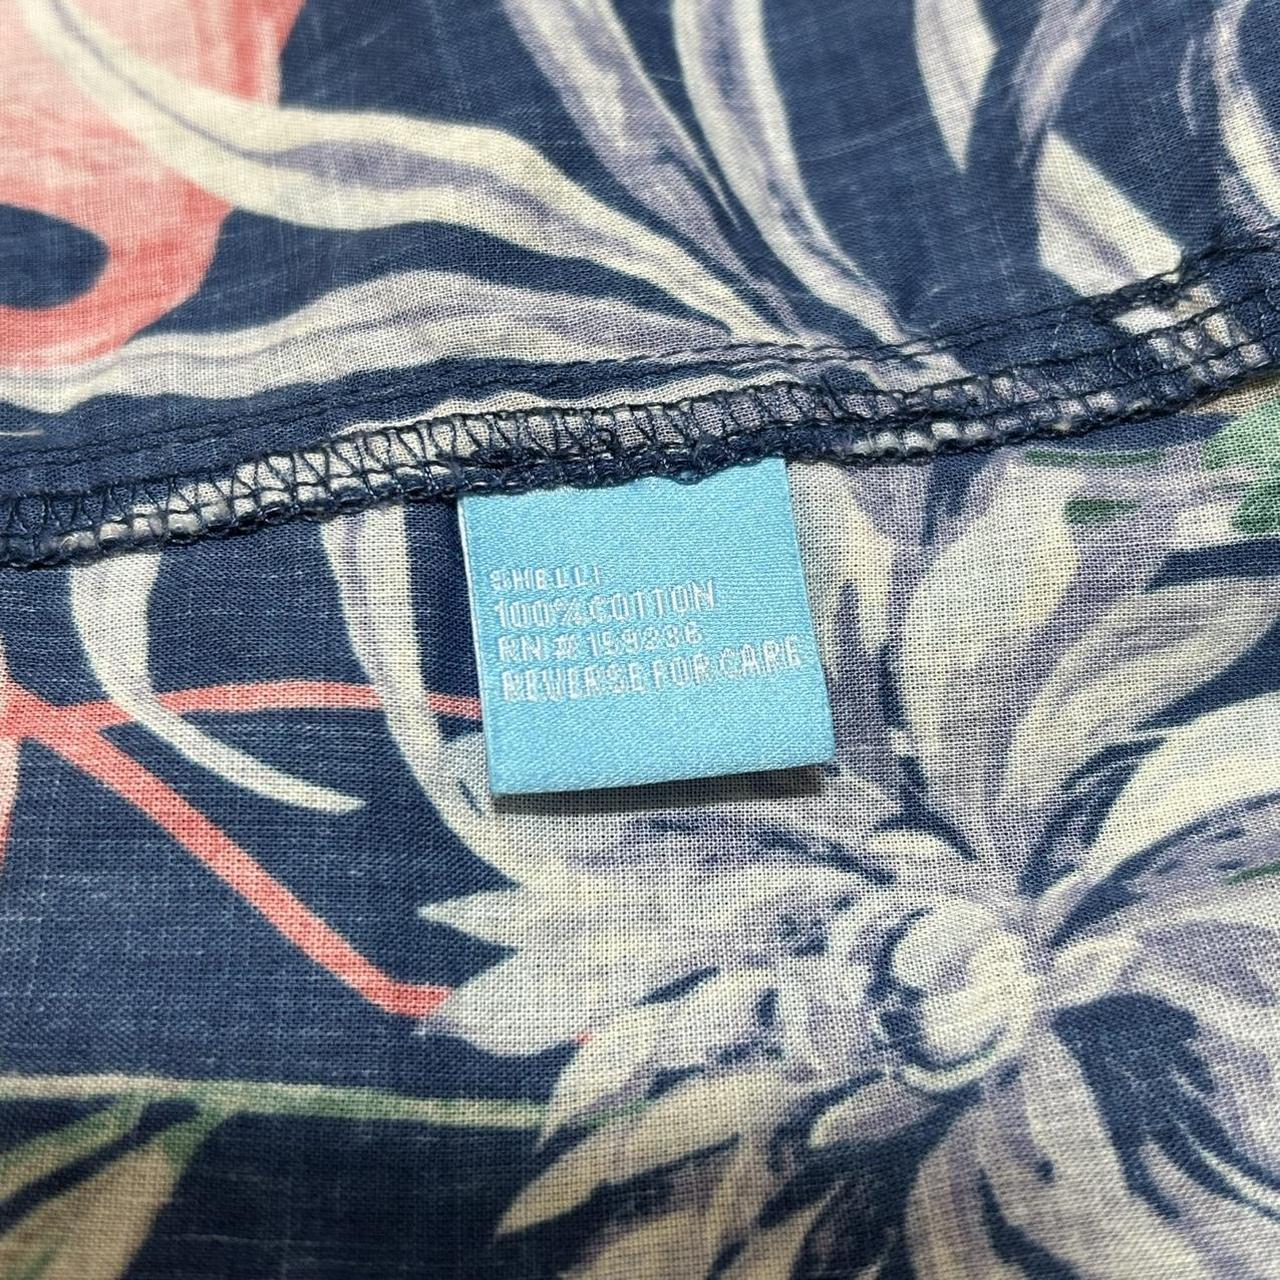 SHELL:
100% COTTON
RN # 159236
REVERSE FOR CARE